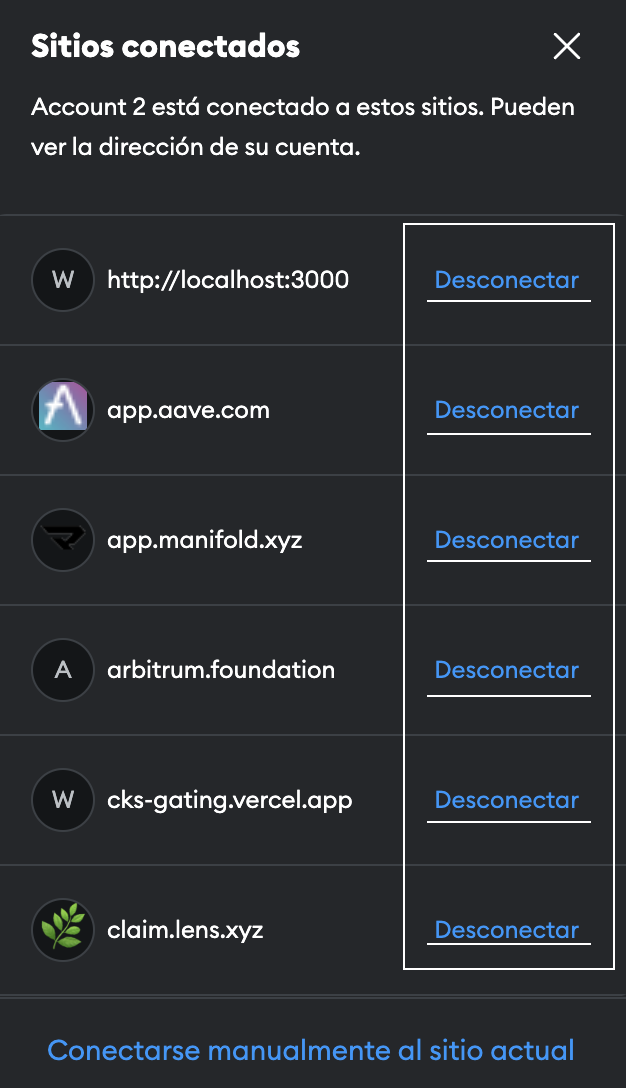 Sitios conectados
Account 2 está conectado a estos sitios. Pueden
ver la dirección de su cuenta.
W http://localhost:3000 Desconectar
app.aave.com Desconectar
app.manifold.xyz Desconectar
A arbitrum.foundation Desconectar
W cks-gating.vercel.app Desconectar
claim.lens.xyz Desconectar
Conectarse manualmente al sitio actual